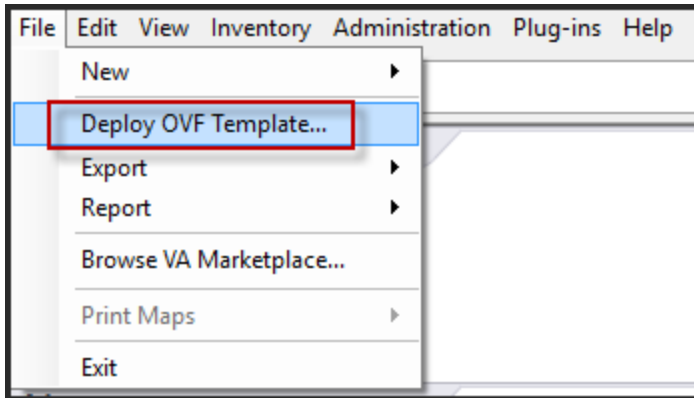 File Edit View Inventory Administration Plug-ins Help
New
Deploy OVF Template...
Export
Report
Browse VA Marketplace...
Print Maps
Exit